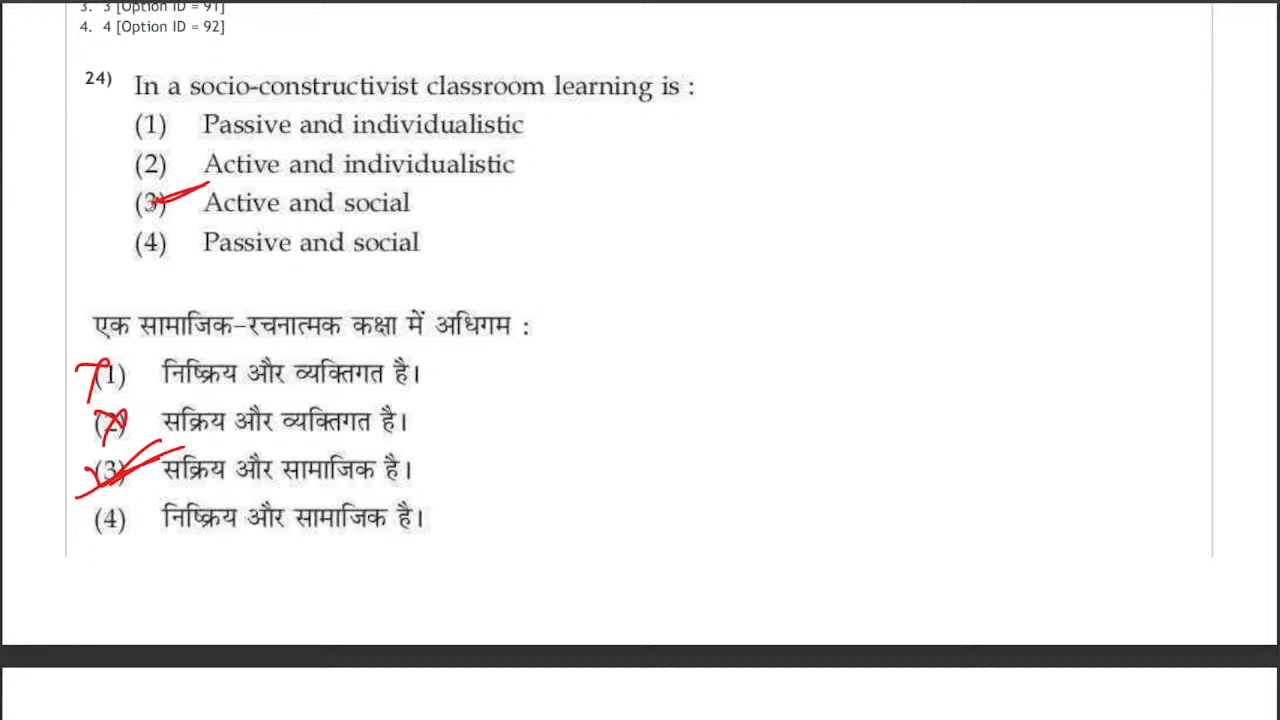 3. 3 [Option ID = 91]
4. 4 [Option ID = 92]
24) In a socio-constructivist classroom learning is :
(1) Passive and individualistic
(2) Active and individualistic
(3) Active and social
(4) Passive and social
एक सामाजिक-रचनात्मक कक्षा में अधिगम :
(1) निष्क्रिय और व्यक्तिगत है।
(2) सक्रिय और व्यक्तिगत है।
(3) सक्रिय और सामाजिक है।
(4) निष्क्रिय और सामाजिक है।